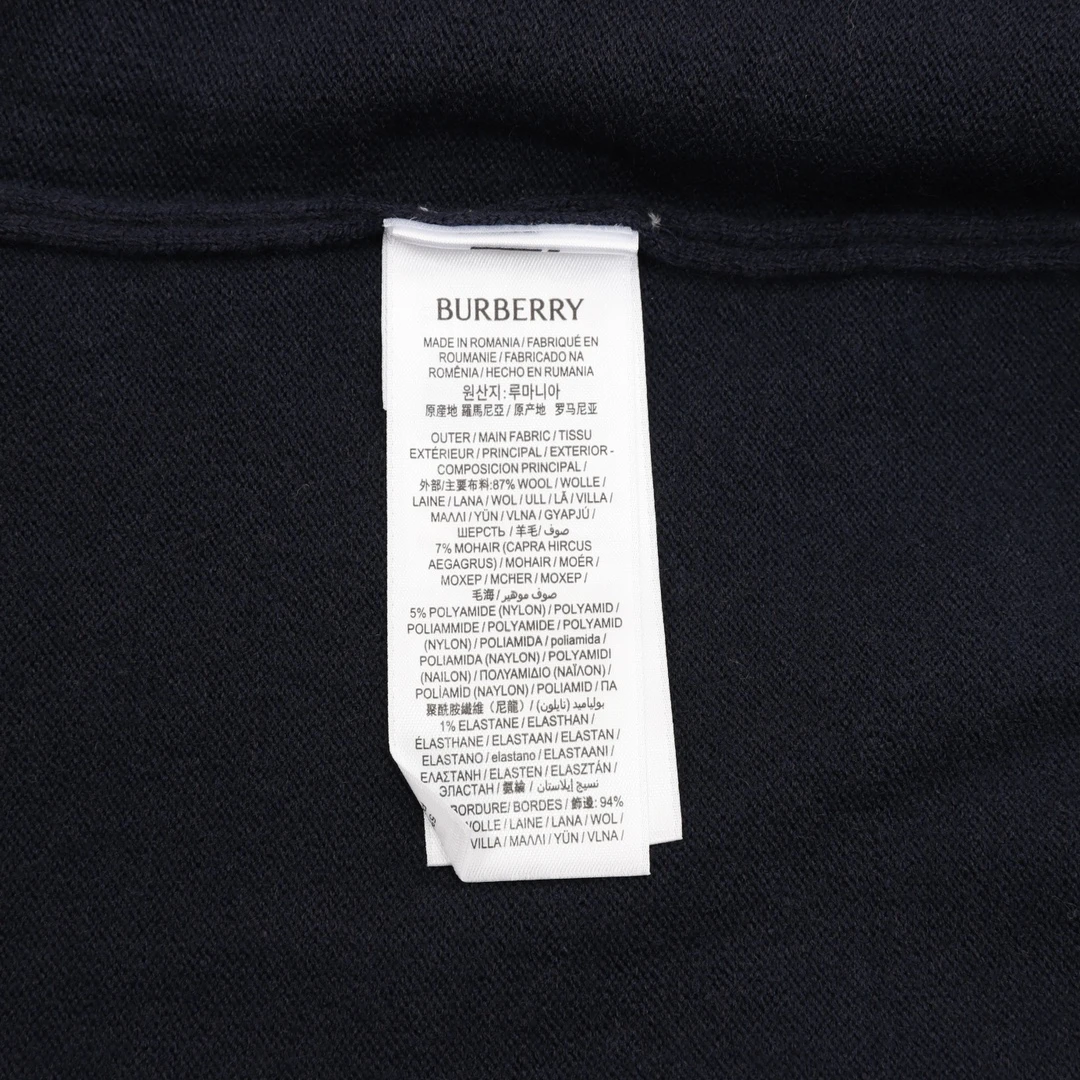 BURBERRY
MADE IN ROMANIA / FABRIQUÉ EN
ROUMANIE / FABRICADO NA
ROMÊNIA / HECHO EN RUMANIA
원산지: 루마니아
原産地 羅馬尼亞 / 原产地 罗马尼亚
OUTER / MAIN FABRIC / TISSU
EXTÉRIEUR / PRINCIPAL / EXTERIOR -
COMPOSICION PRINCIPAL /
外部/主要布料:87% WOOL / WOLLE /
LAINE / LANA / WOL / ULL / LÃ / VILLA /
ΜΑΛΛΙ / YÜN / VLNA / GYAPJÚ /
ШЕРСТЬ / 羊毛/ صوف
7% MOHAIR (CAPRA HIRCUS
AEGAGRUS) / MOHAIR / MOÉR /
MOXEP / MCHER / MOXEP /
毛海 / صوف موهير
5% POLYAMIDE (NYLON) / POLYAMID /
POLIAMMIDE / POLYAMIDE / POLYAMID
(NYLON) / POLIAMIDA / poliamida /
POLIAMIDA (NAYLON) / POLYAMIDI
(NAILON) / ΠΟΛΥΑΜΙΔΙΟ (ΝΑΪΛΟΝ) /
POLİAMİD (NAYLON) / POLIAMID / ПА
聚酰胺纖維（尼龍）/ بولياميد (نايلون)
1% ELASTANE / ELASTHAN /
ÉLASTHANE / ELASTAAN / ELASTAN /
ELASTANO / elastano / ELASTAANI /
ΕΛΑΣΤΑΝΗ / ELASTEN / ELASZTÁN /
ЭЛАСТАН / 氨綸 / نسيج إيلاستان
BORDURE/ BORDES / 飾邊: 94%
WOLLE / LAINE / LANA / WOL /
VILLA / ΜΑΛΛΙ / YÜN / VLNA /